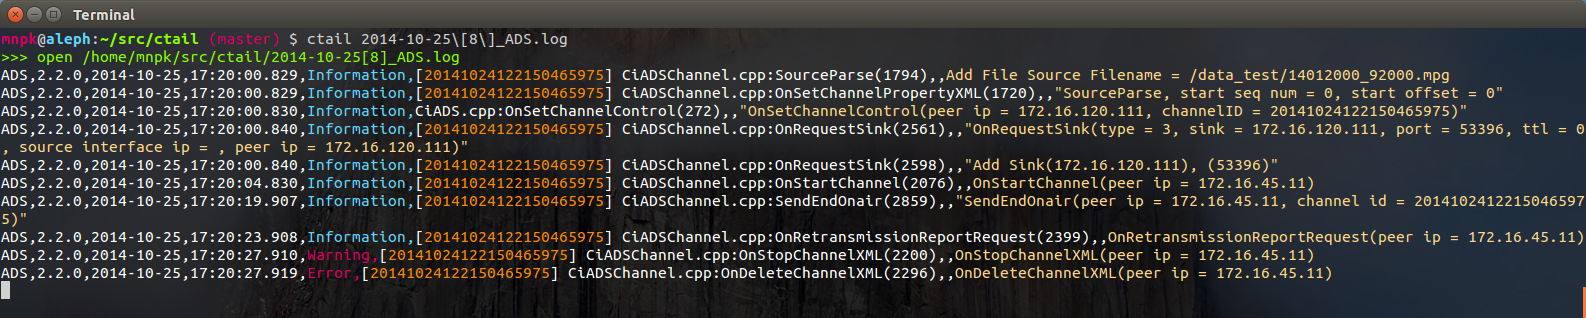 Terminal
mnpk@aleph:~/src/ctail (master) $ ctail 2014-10-25\[8\]_ADS.log
>>> open /home/mnpk/src/ctail/2014-10-25[8]_ADS.log
ADS,2.2.0,2014-10-25,17:20:00.829,Information,[20141024122150465975] CiADSChannel.cpp:SourceParse(1794),,Add File Source Filename = /data_test/14012000_92000.mpg
ADS,2.2.0,2014-10-25,17:20:00.829,Information,[20141024122150465975] CiADSChannel.cpp:OnSetChannelPropertyXML(1720),,"SourceParse, start seq num = 0, start offset = 0"
ADS,2.2.0,2014-10-25,17:20:00.830,Information,CiADS.cpp:OnSetChannelControl(272),,"OnSetChannelControl(peer ip = 172.16.120.111, channelID = 20141024122150465975)"
ADS,2.2.0,2014-10-25,17:20:00.840,Information,[20141024122150465975] CiADSChannel.cpp:OnRequestSink(2561),,"OnRequestSink(type = 3, sink = 172.16.120.111, port = 53396, ttl = 0
, source interface ip = , peer ip = 172.16.120.111)"
ADS,2.2.0,2014-10-25,17:20:00.840,Information,[20141024122150465975] CiADSChannel.cpp:OnRequestSink(2598),,"Add Sink(172.16.120.111), (53396)"
ADS,2.2.0,2014-10-25,17:20:04.830,Information,[20141024122150465975] CiADSChannel.cpp:OnStartChannel(2076),,OnStartChannel(peer ip = 172.16.45.11)
ADS,2.2.0,2014-10-25,17:20:19.907,Information,[20141024122150465975] CiADSChannel.cpp:SendEndOnair(2859),,"SendEndOnair(peer ip = 172.16.45.11, channel id = 2014102412215046597
5)"
ADS,2.2.0,2014-10-25,17:20:23.908,Information,[20141024122150465975] CiADSChannel.cpp:OnRetransmissionReportRequest(2399),,OnRetransmissionReportRequest(peer ip = 172.16.45.11)
ADS,2.2.0,2014-10-25,17:20:27.910,Warning,[20141024122150465975] CiADSChannel.cpp:OnStopChannelXML(2200),,OnStopChannelXML(peer ip = 172.16.45.11)
ADS,2.2.0,2014-10-25,17:20:27.919,Error,[20141024122150465975] CiADSChannel.cpp:OnDeleteChannelXML(2296),,OnDeleteChannelXML(peer ip = 172.16.45.11)